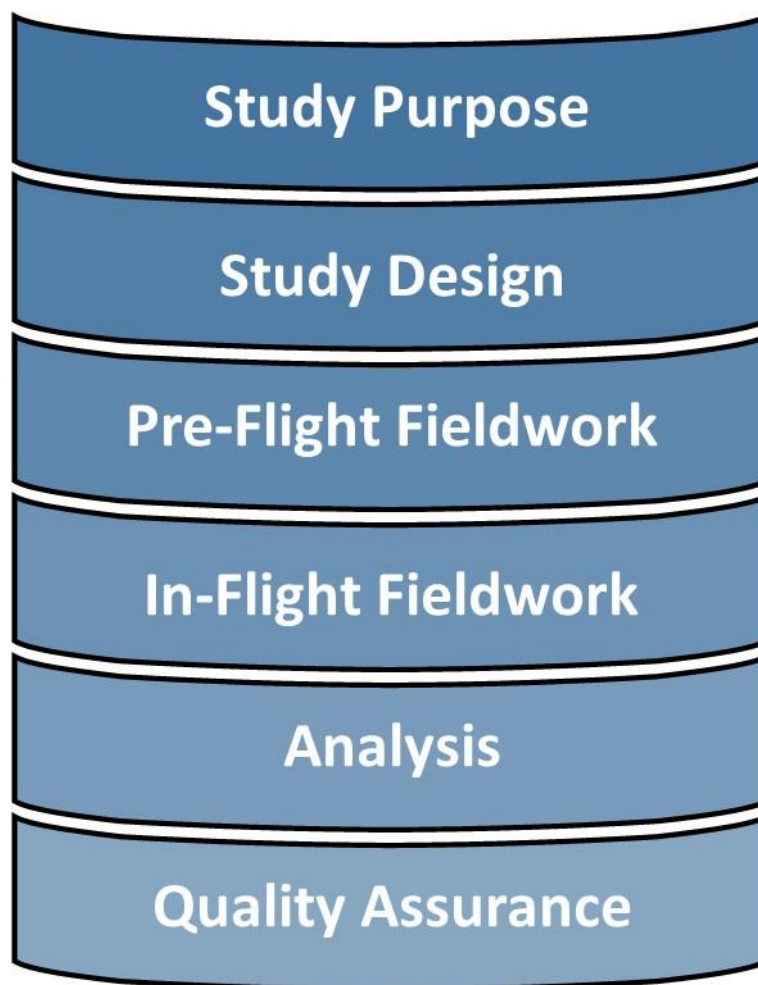 Study Purpose
Study Design
Pre-Flight Fieldwork
In-Flight Fieldwork
Analysis
Quality Assurance